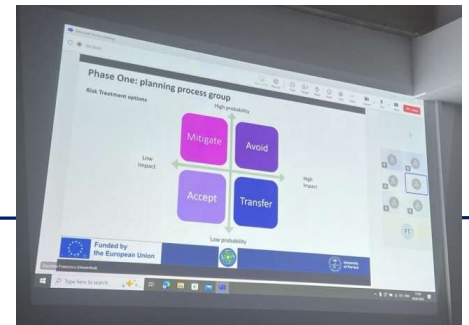 Phase One: planning process group
Risk Treatment options
High probability
Mitigate
Avoid
Low
Impact
High
Impact
Accept
Transfer
Low probability
Funded by
the European Union
FT
Type here to search